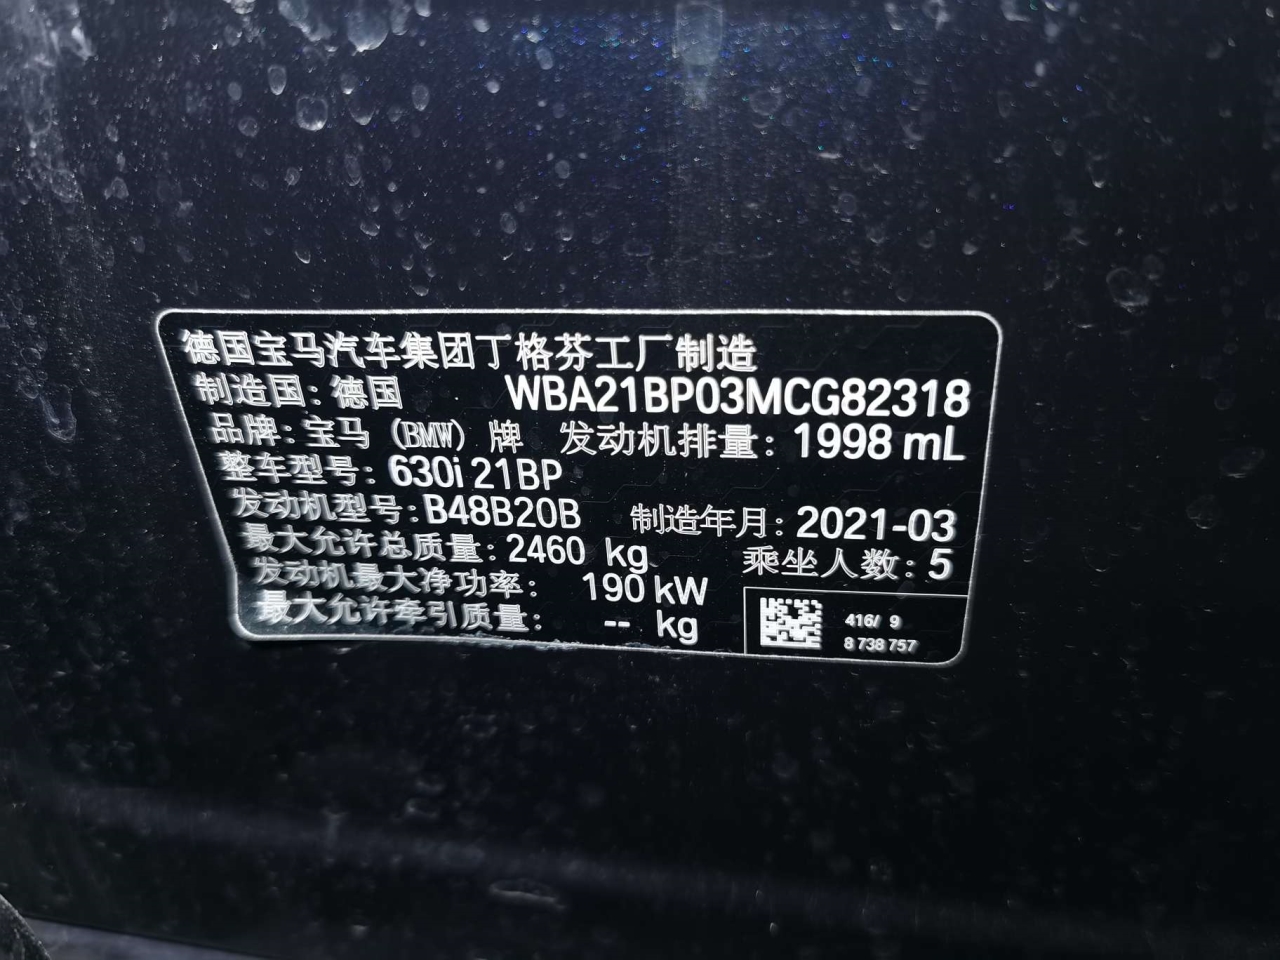 德国宝马汽车集团丁格芬工厂制造
制造国：德国 WBA21BP03MCG82318
品牌：宝马 (BMW) 牌 发动机排量：1998 mL
整车型号：630i 21BP
发动机型号：B48B20B 制造年月：2021-03
最大允许总质量：2460 kg 乘坐人数：5
发动机最大净功率： 190 kW
最大允许牵引质量： -- kg
416/ 9
8 738 757